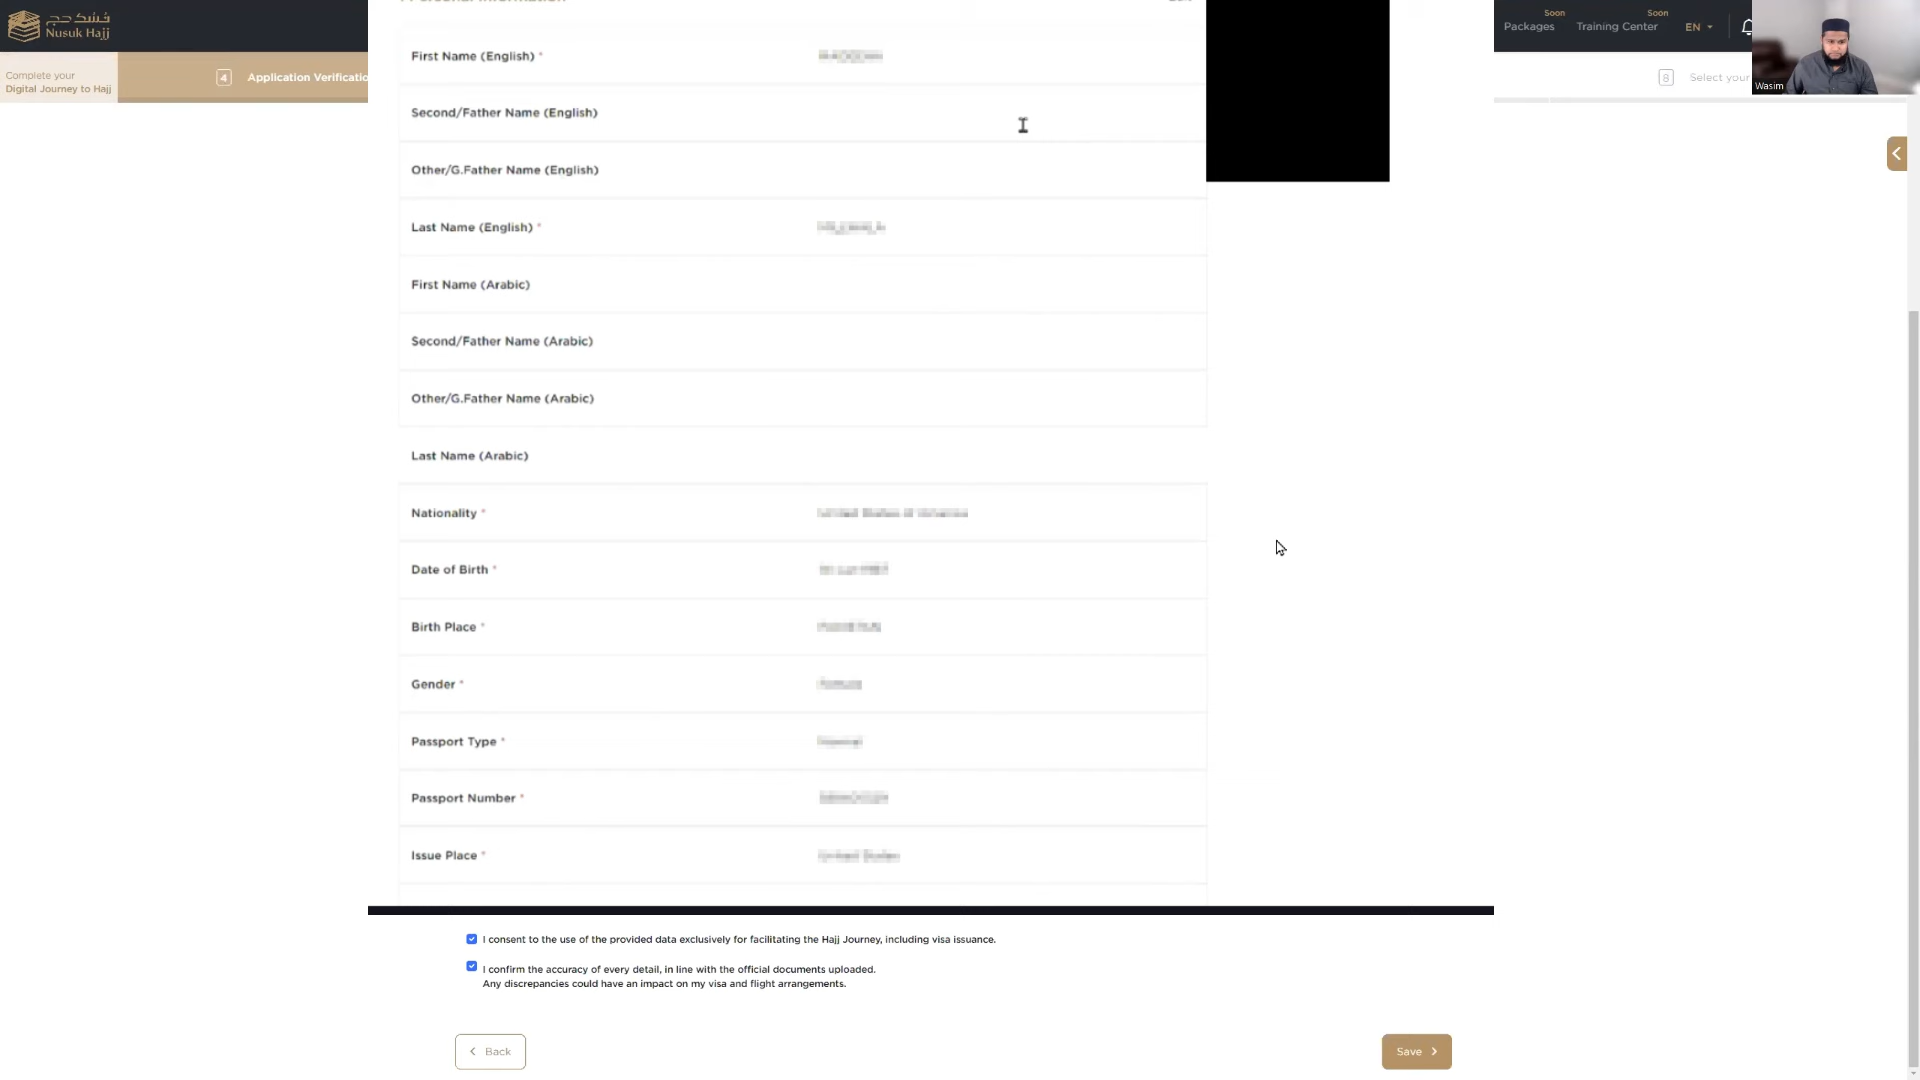 نسك حج
Nusuk Hajj
Complete your
Digital Journey to Hajj
4 Application Verificatio
Soon
Packages
Soon
Training Center
EN
8 Select your
Wasim
First Name (English) *
Second/Father Name (English)
Other/G.Father Name (English)
Last Name (English) *
First Name (Arabic)
Second/Father Name (Arabic)
Other/G.Father Name (Arabic)
Last Name (Arabic)
Nationality *
Date of Birth *
Birth Place *
Gender *
Passport Type *
Passport Number *
Issue Place *
I consent to the use of the provided data exclusively for facilitating the Hajj Journey, including visa issuance.
I confirm the accuracy of every detail, in line with the official documents uploaded.
Any discrepancies could have an impact on my visa and flight arrangements.
Back
Save